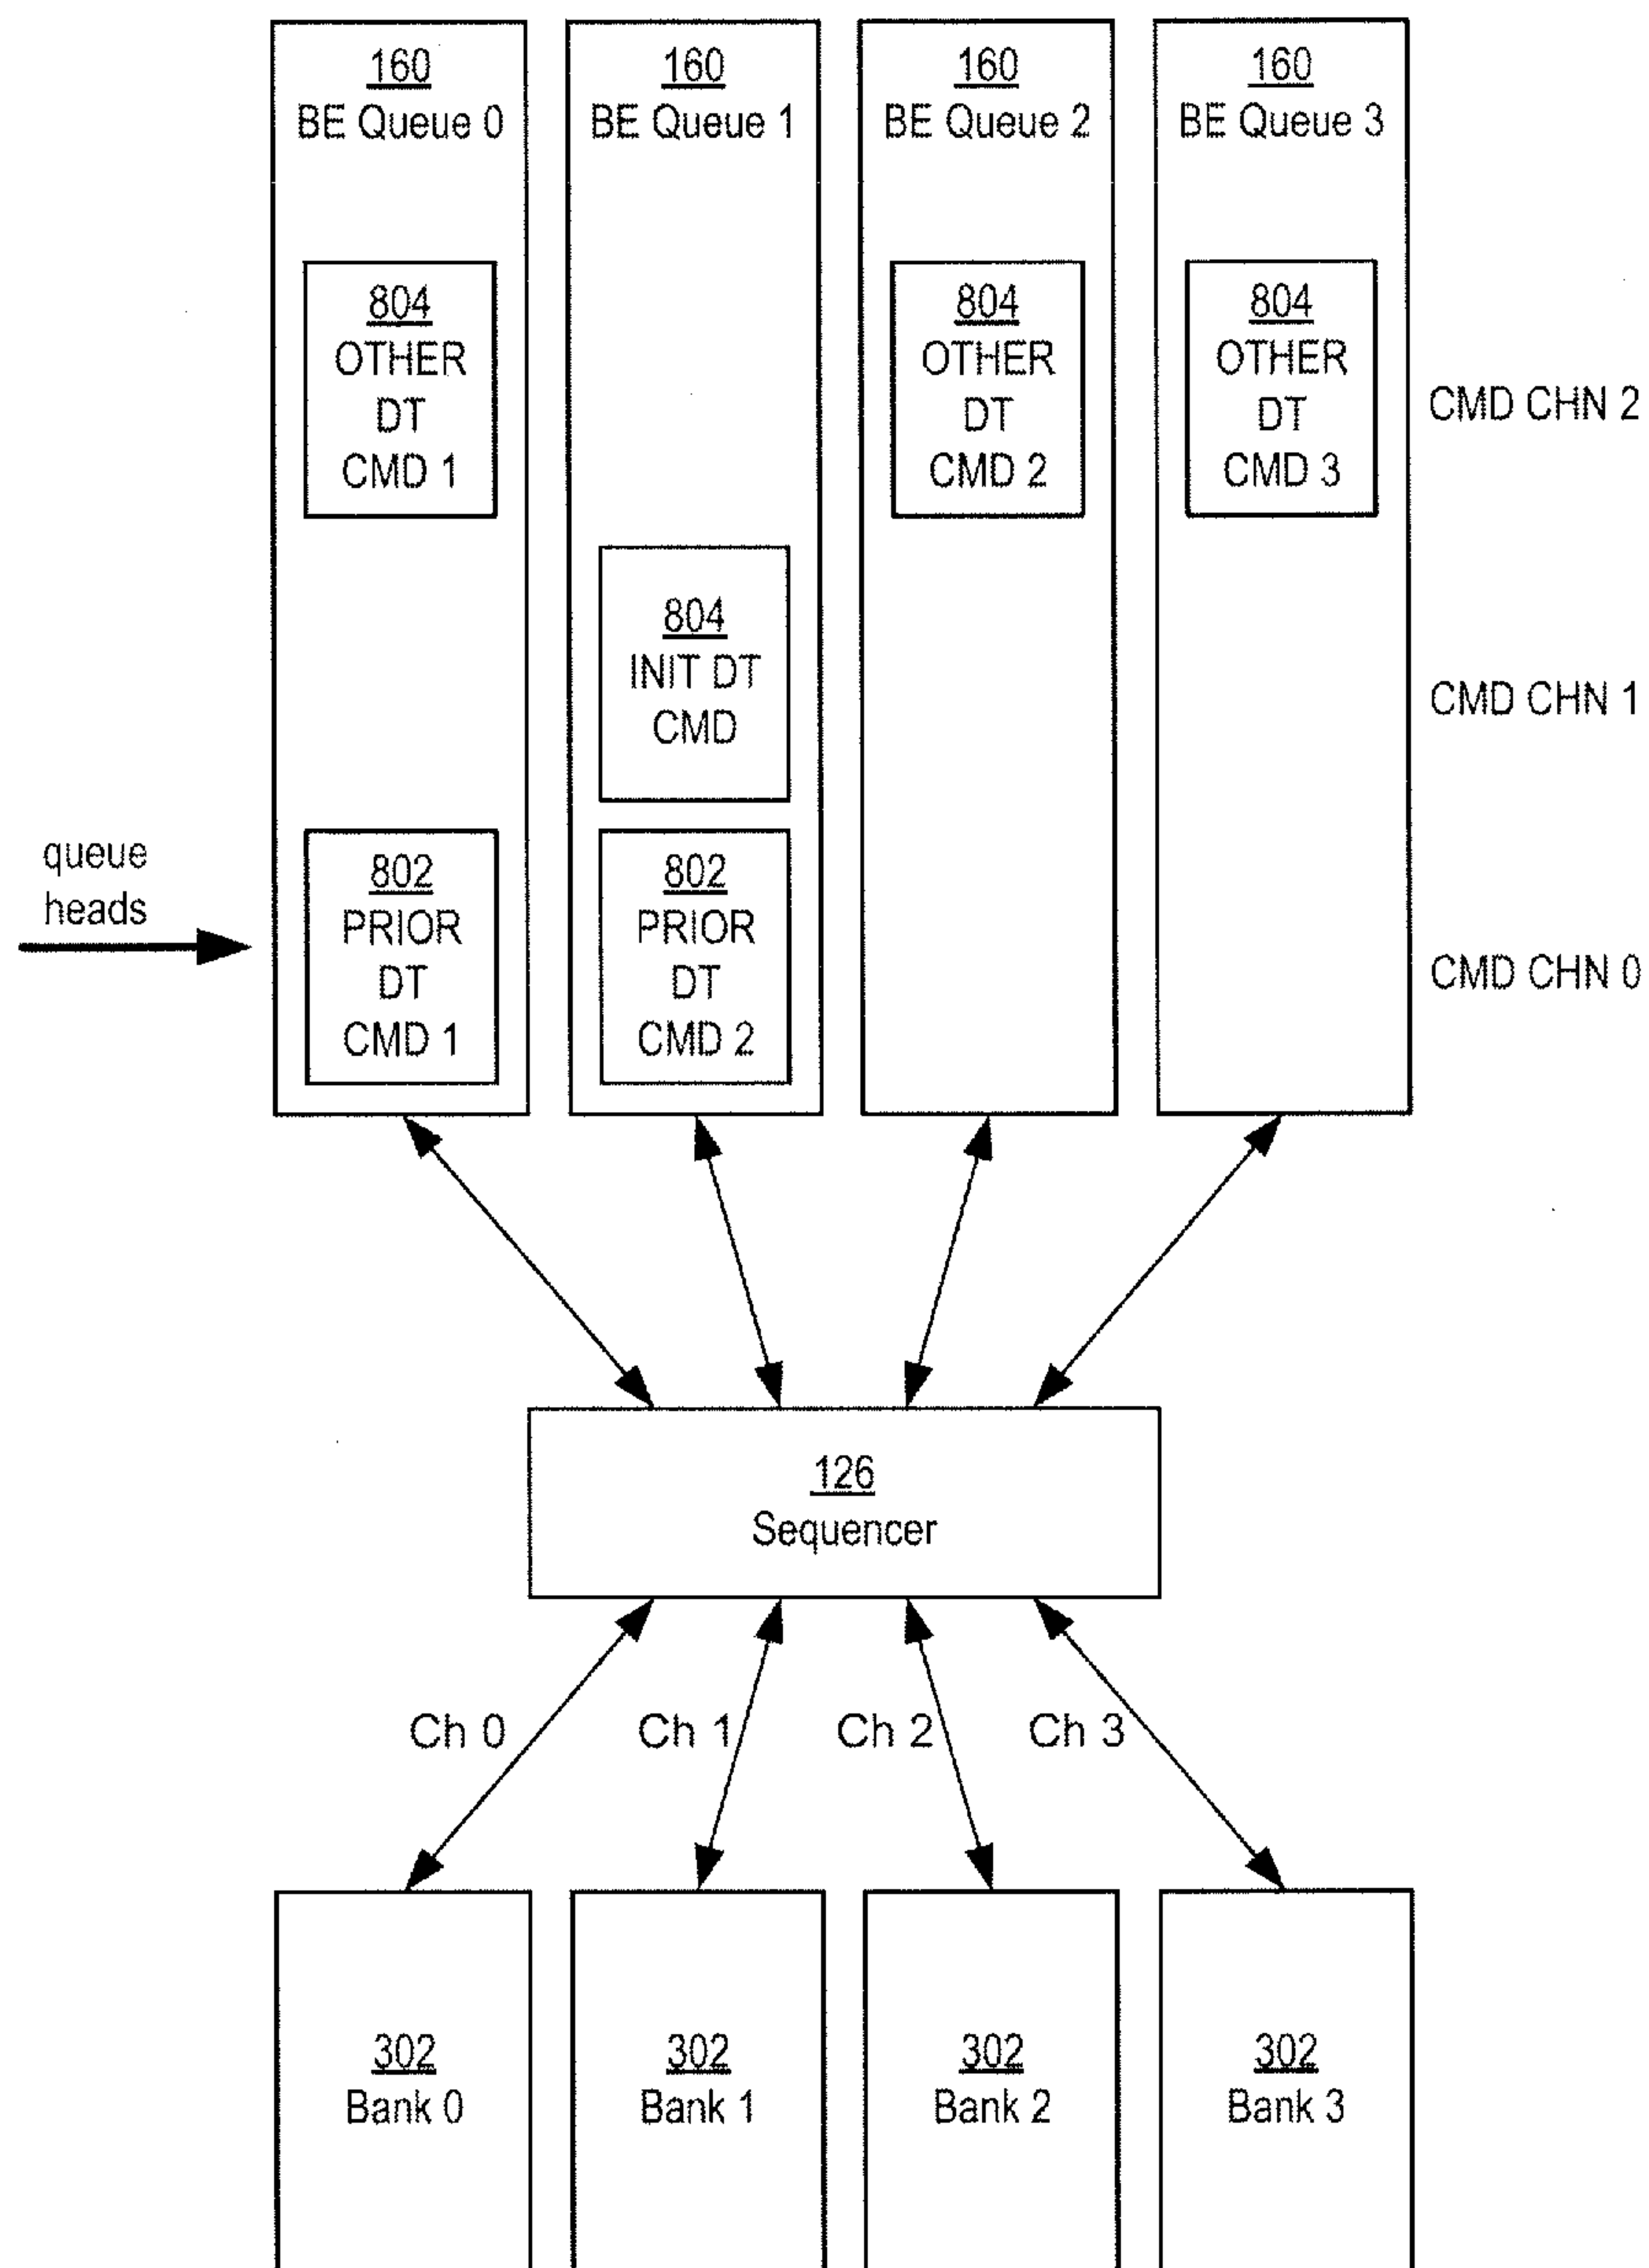 160
BE Queue 0
160
BE Queue 1
160
BE Queue 2
160
BE Queue 3
804
OTHER
DT
CMD 1
804
OTHER
DT
CMD 2
804
OTHER
DT
CMD 3
CMD CHN 2
804
INIT DT
CMD
CMD CHN 1
queue
heads
802
PRIOR
DT
CMD 1
802
PRIOR
DT
CMD 2
CMD CHN 0
126
Sequencer
Ch 0
Ch 1
Ch 2
Ch 3
302
Bank 0
302
Bank 1
302
Bank 2
302
Bank 3